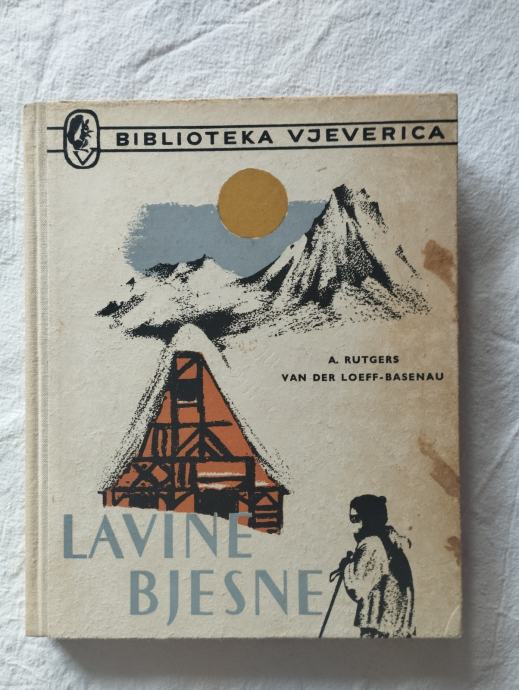 V
BIBLIOTEKA VJEVERICA
A. RUTGERS
VAN DER LOEFF-BASENAU
LAVINE
BJESNE